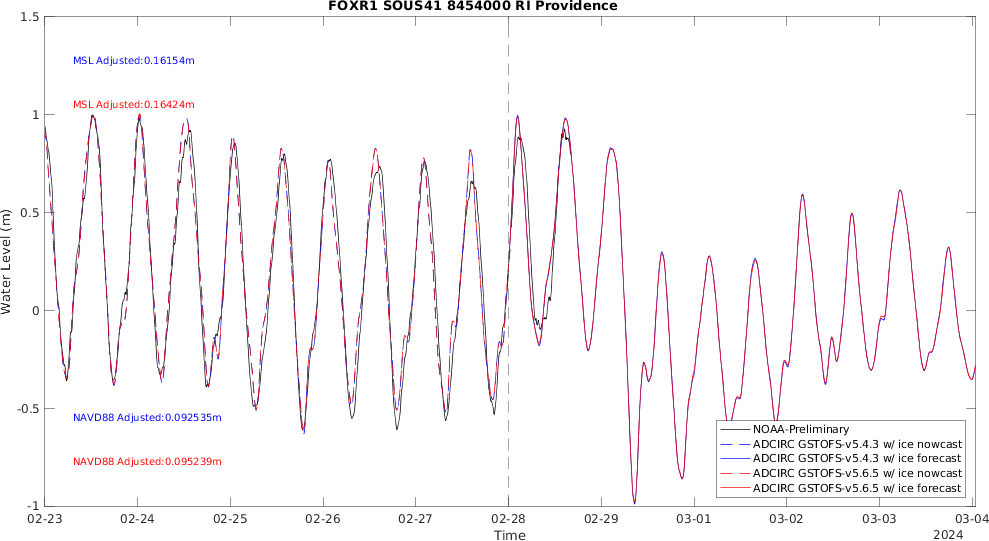 FOXR1 SOUS41 8454000 RI Providence
1.5
MSL Adjusted:0.16154m
MSL Adjusted:0.16424m
1
0.5
Water Level (m)
0
-0.5
NAVD88 Adjusted:0.092535m
NAVD88 Adjusted:0.095239m
NOAA-Preliminary
ADCIRC GSTOFS-v5.4.3 w/ ice nowcast
ADCIRC GSTOFS-v5.4.3 w/ ice forecast
ADCIRC GSTOFS-v5.6.5 w/ ice nowcast
ADCIRC GSTOFS-v5.6.5 w/ ice forecast
-1
02-23 02-24 02-25 02-26 02-27 02-28 02-29 03-01 03-02 03-03 03-04
Time
2024